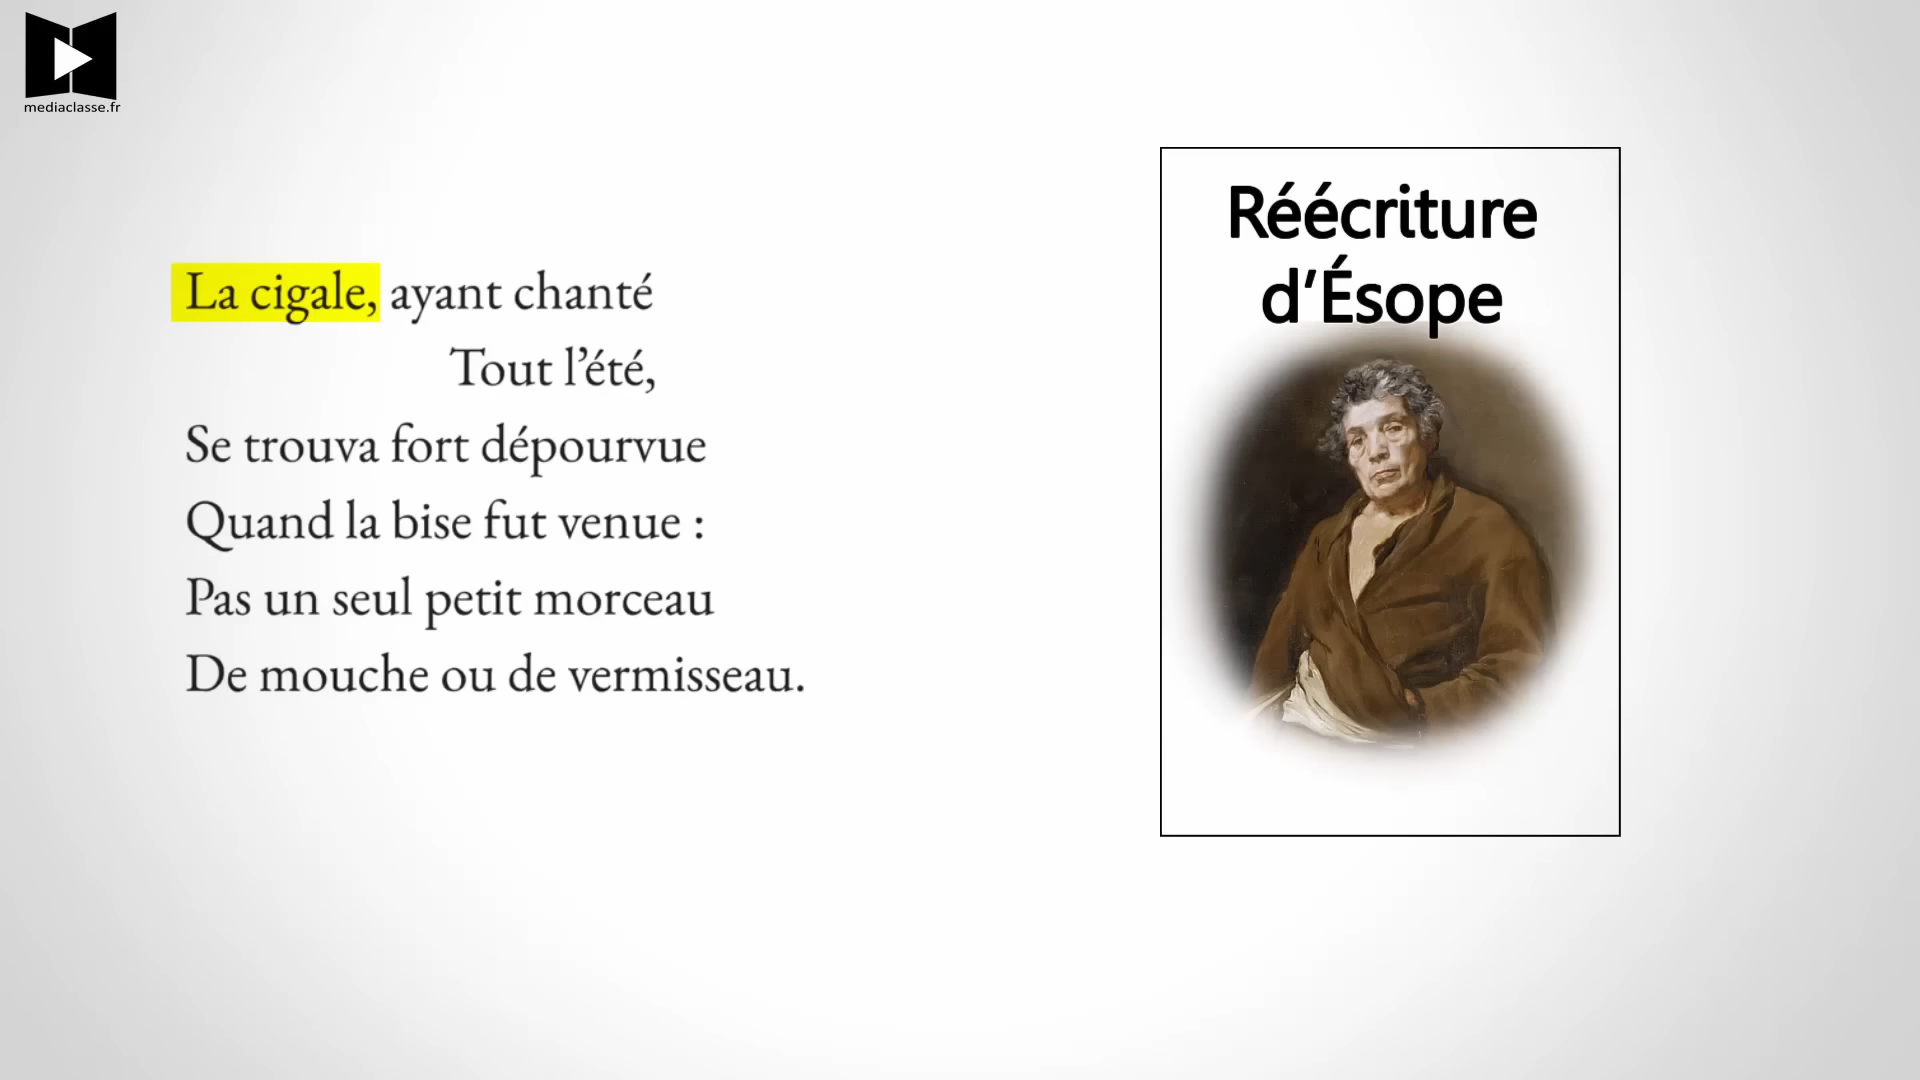 mediaclasse.fr
La cigale, ayant chanté
Tout l’été,
Se trouva fort dépourvue
Quand la bise fut venue :
Pas un seul petit morceau
De mouche ou de vermisseau.
Réécriture
d’Ésope